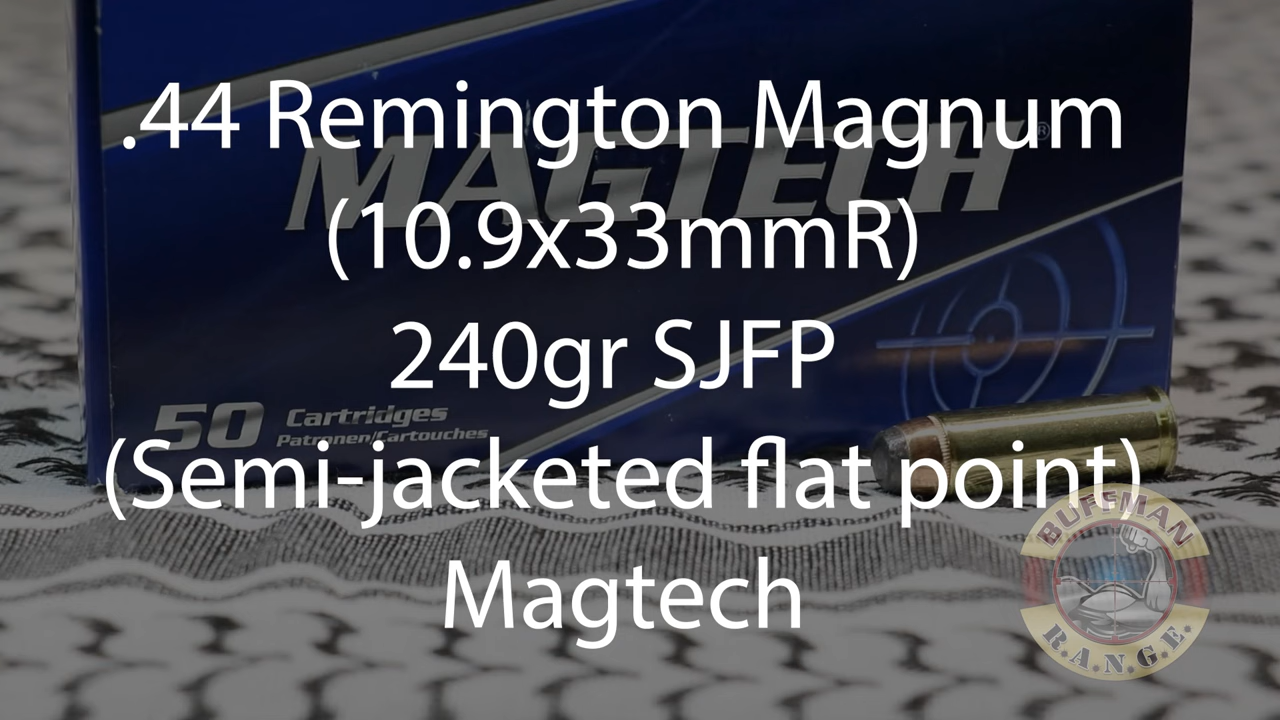 .44 Remington Magnum
MAGTECH®
(10.9x33mmR)
240gr SJFP
50 Cartridges
Patronen/Cartouches
(Semi-jacketed flat point)
Magtech
BUFFMAN
R.A.N.G.E.